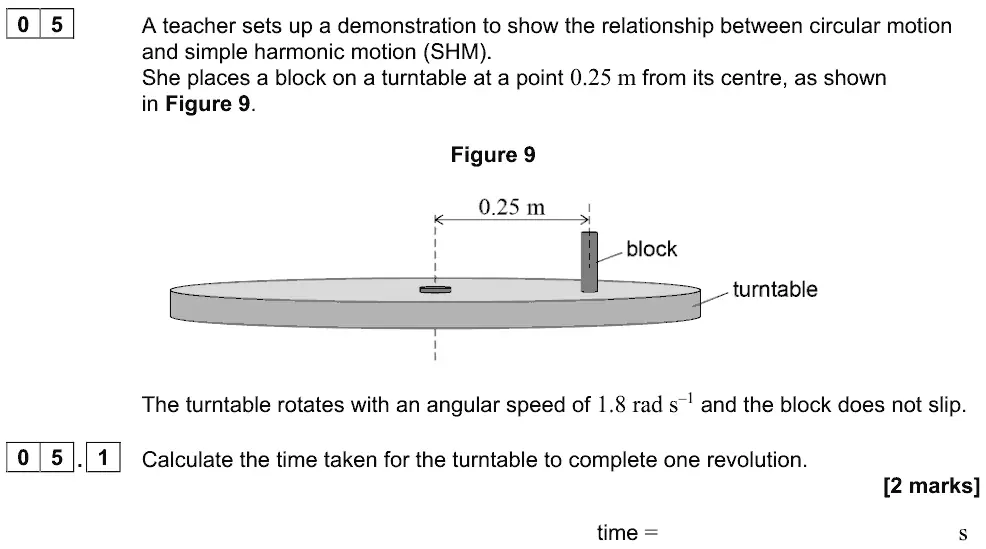 0 5 A teacher sets up a demonstration to show the relationship between circular motion
and simple harmonic motion (SHM).
She places a block on a turntable at a point 0.25 m from its centre, as shown
in Figure 9.
Figure 9
0.25 m
block
turntable
The turntable rotates with an angular speed of 1.8 rad s⁻¹ and the block does not slip.
0 5 . 1 Calculate the time taken for the turntable to complete one revolution.
[2 marks]
time = s